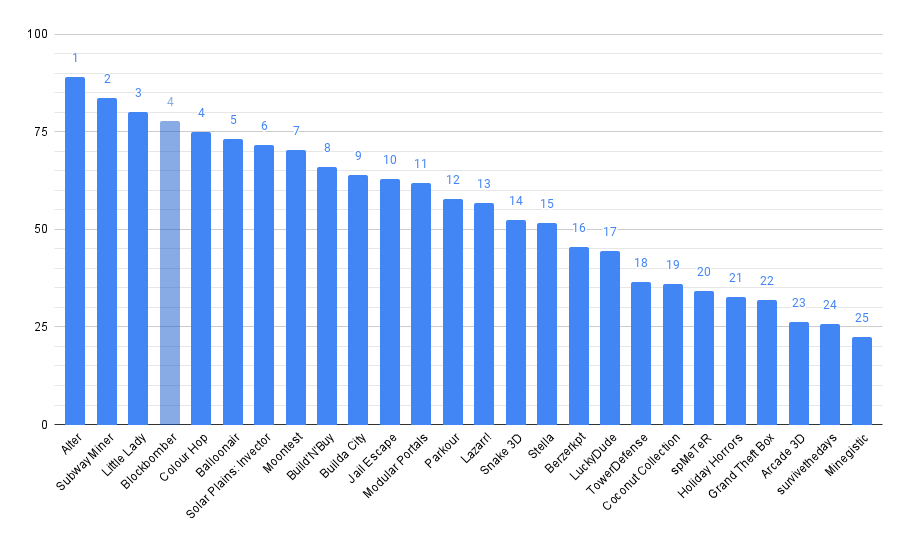 100
75
50
25
0
1
2
3
4
4
5
6
7
8
9
10
11
12
13
14
15
16
17
18
19
20
21
22
23
24
25
Alter
Subway Miner
Little Lady
Blockbomber
Colour Hop
Balloonair
Solar Plains: Invector
Moontest
Build'N'Buy
Builda City
Jail Escape
Modular Portals
Parkour
Lazarr!
Snake 3D
Stella
Berzerkpt
LuckyDude
TowerDefense
Coconut Collection
spMeTeR
Holiday Horrors
Grand Theft Box
Arcade 3D
survivethedays
Minegistic